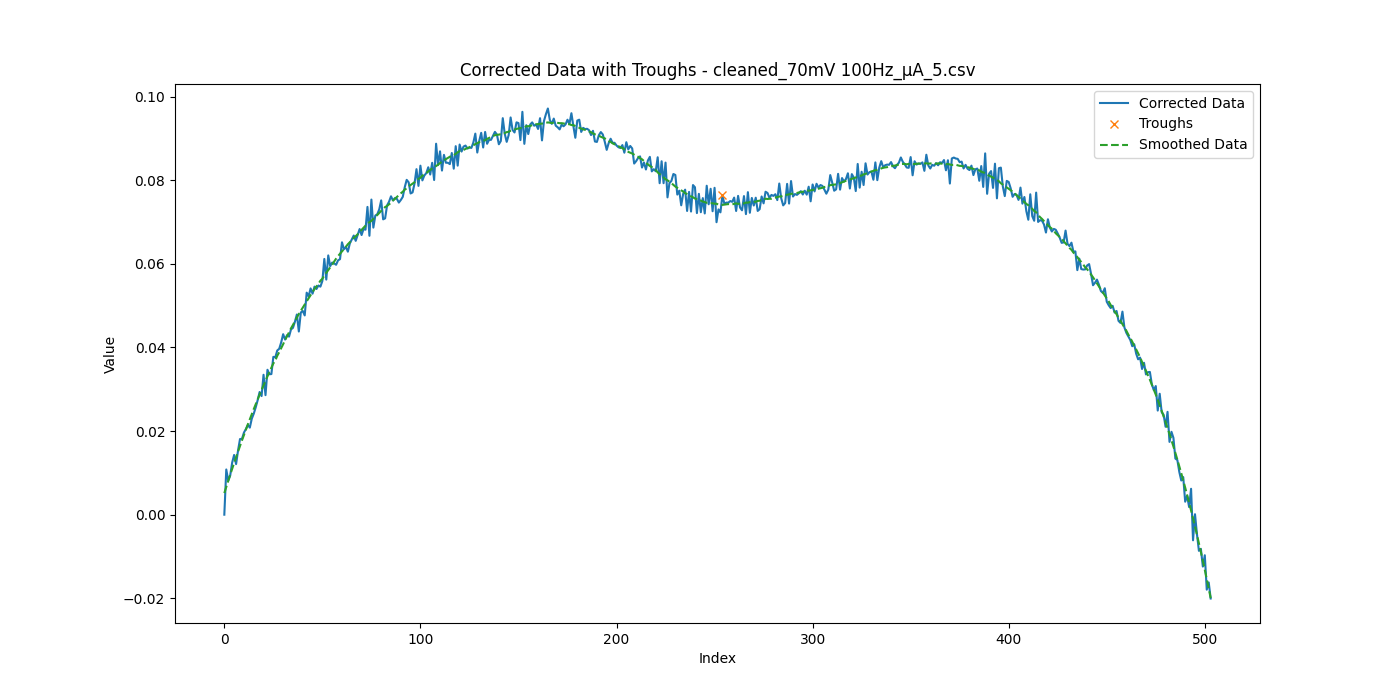 Corrected Data with Troughs - cleaned_70mV 100Hz_µA_5.csv
Corrected Data
Troughs
Smoothed Data
Value
0.10
0.08
0.06
0.04
0.02
0.00
−0.02
0 100 200 300 400 500
Index